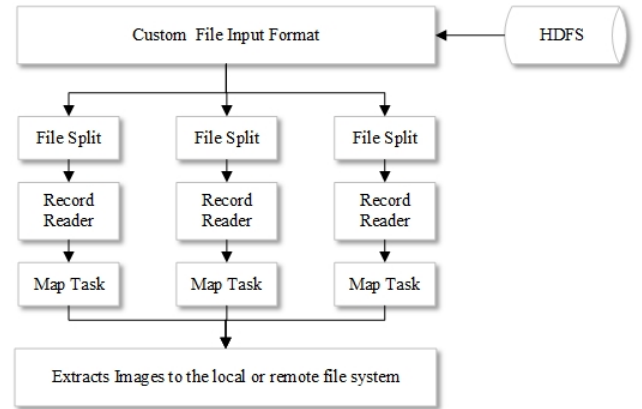 Custom File Input Format
HDFS
File Split
File Split
File Split
Record
Reader
Record
Reader
Record
Reader
Map Task
Map Task
Map Task
Extracts Images to the local or remote file system